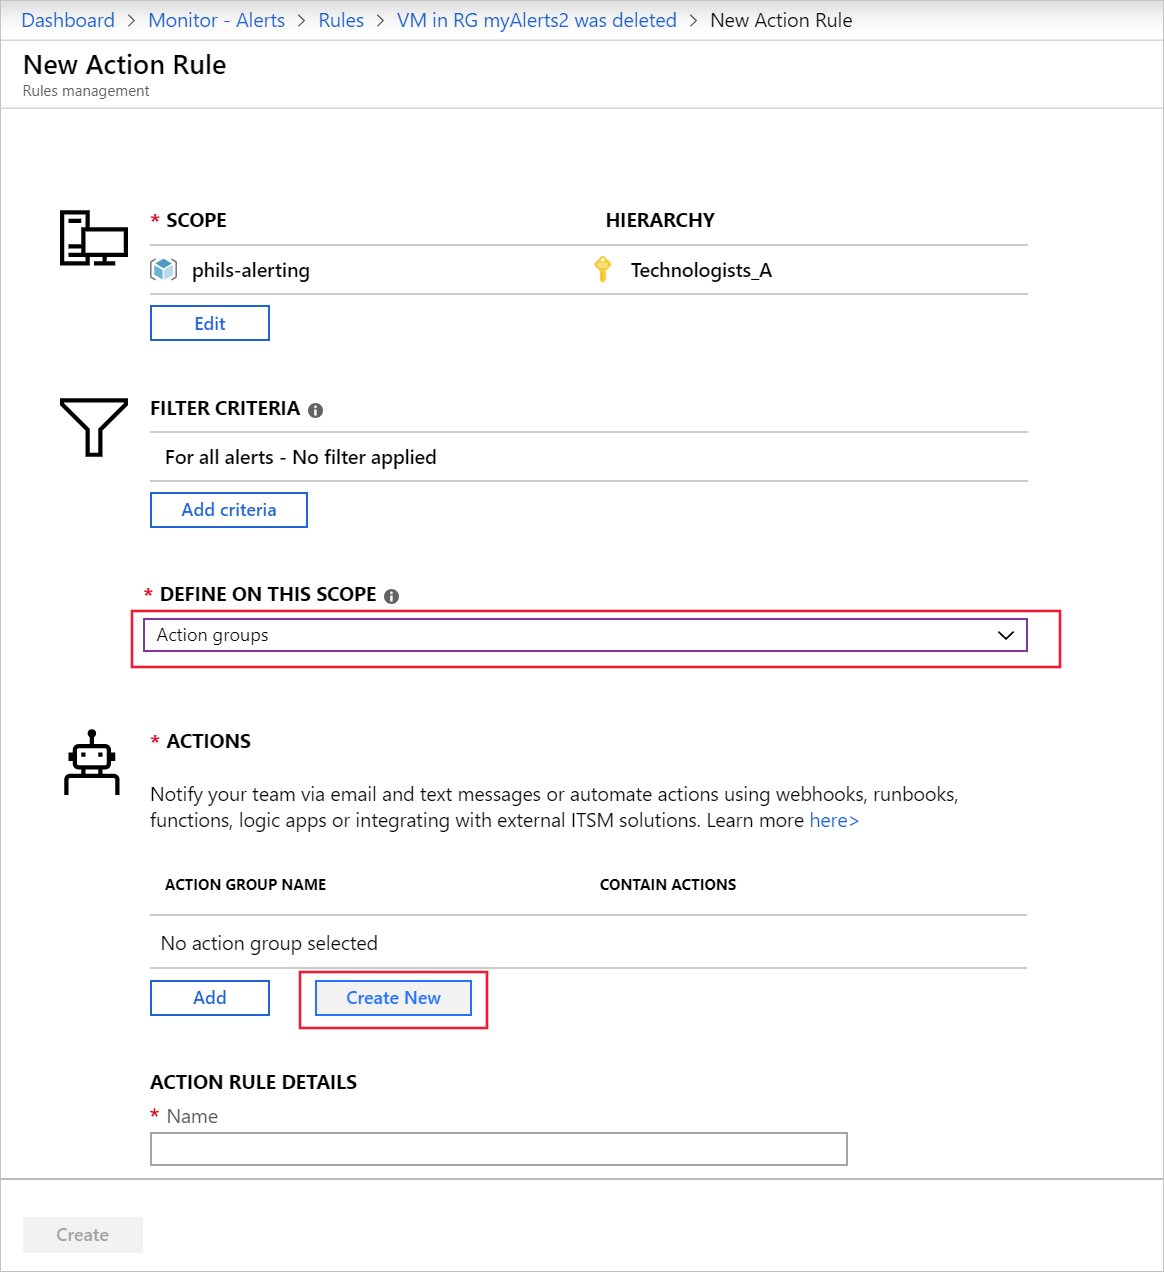 Dashboard > Monitor - Alerts > Rules > VM in RG myAlerts2 was deleted > New Action Rule
New Action Rule
Rules management
* SCOPE HIERARCHY
phils-alerting Technologists_A
Edit
FILTER CRITERIA
For all alerts - No filter applied
Add criteria
* DEFINE ON THIS SCOPE
Action groups
* ACTIONS
Notify your team via email and text messages or automate actions using webhooks, runbooks,
functions, logic apps or integrating with external ITSM solutions. Learn more here>
ACTION GROUP NAME CONTAIN ACTIONS
No action group selected
Add Create New
ACTION RULE DETAILS
* Name
Create